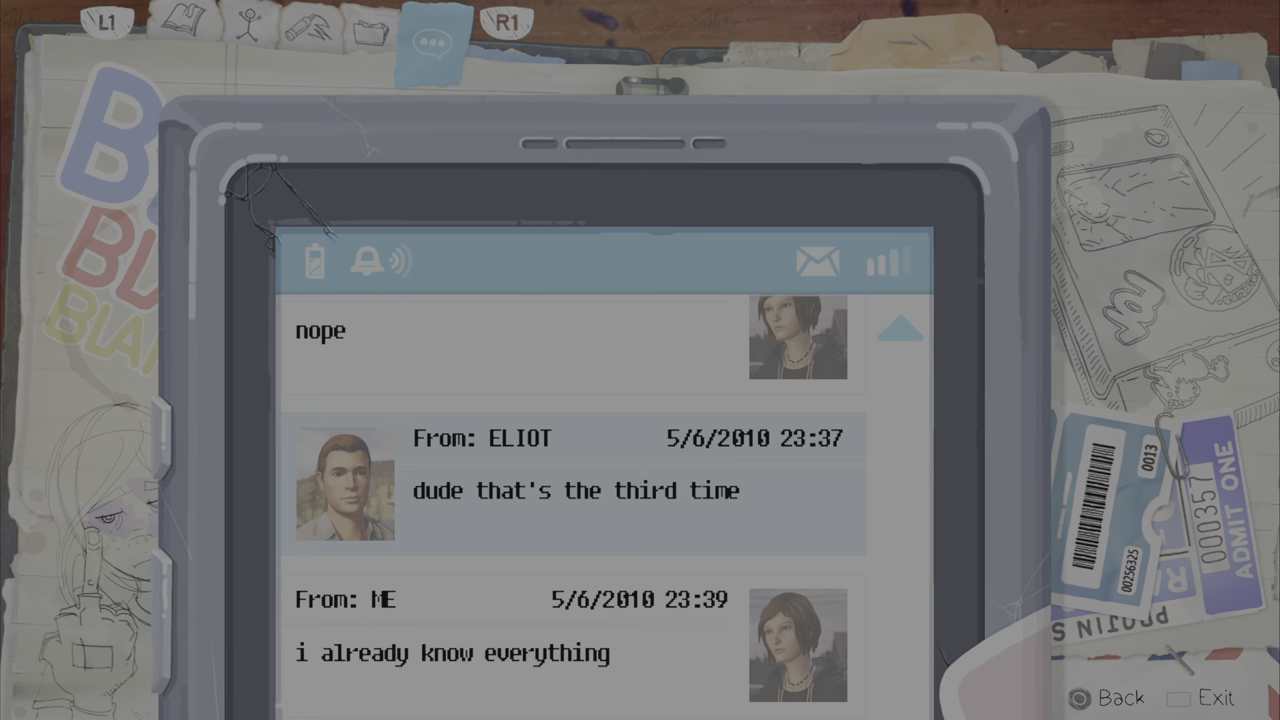 L1
R1
nope
From: ELIOT 5/6/2010 23:37
dude that's the third time
From: ME 5/6/2010 23:39
i already know everything
0013
00256325
000357
ADMIT ONE
Back
Exit